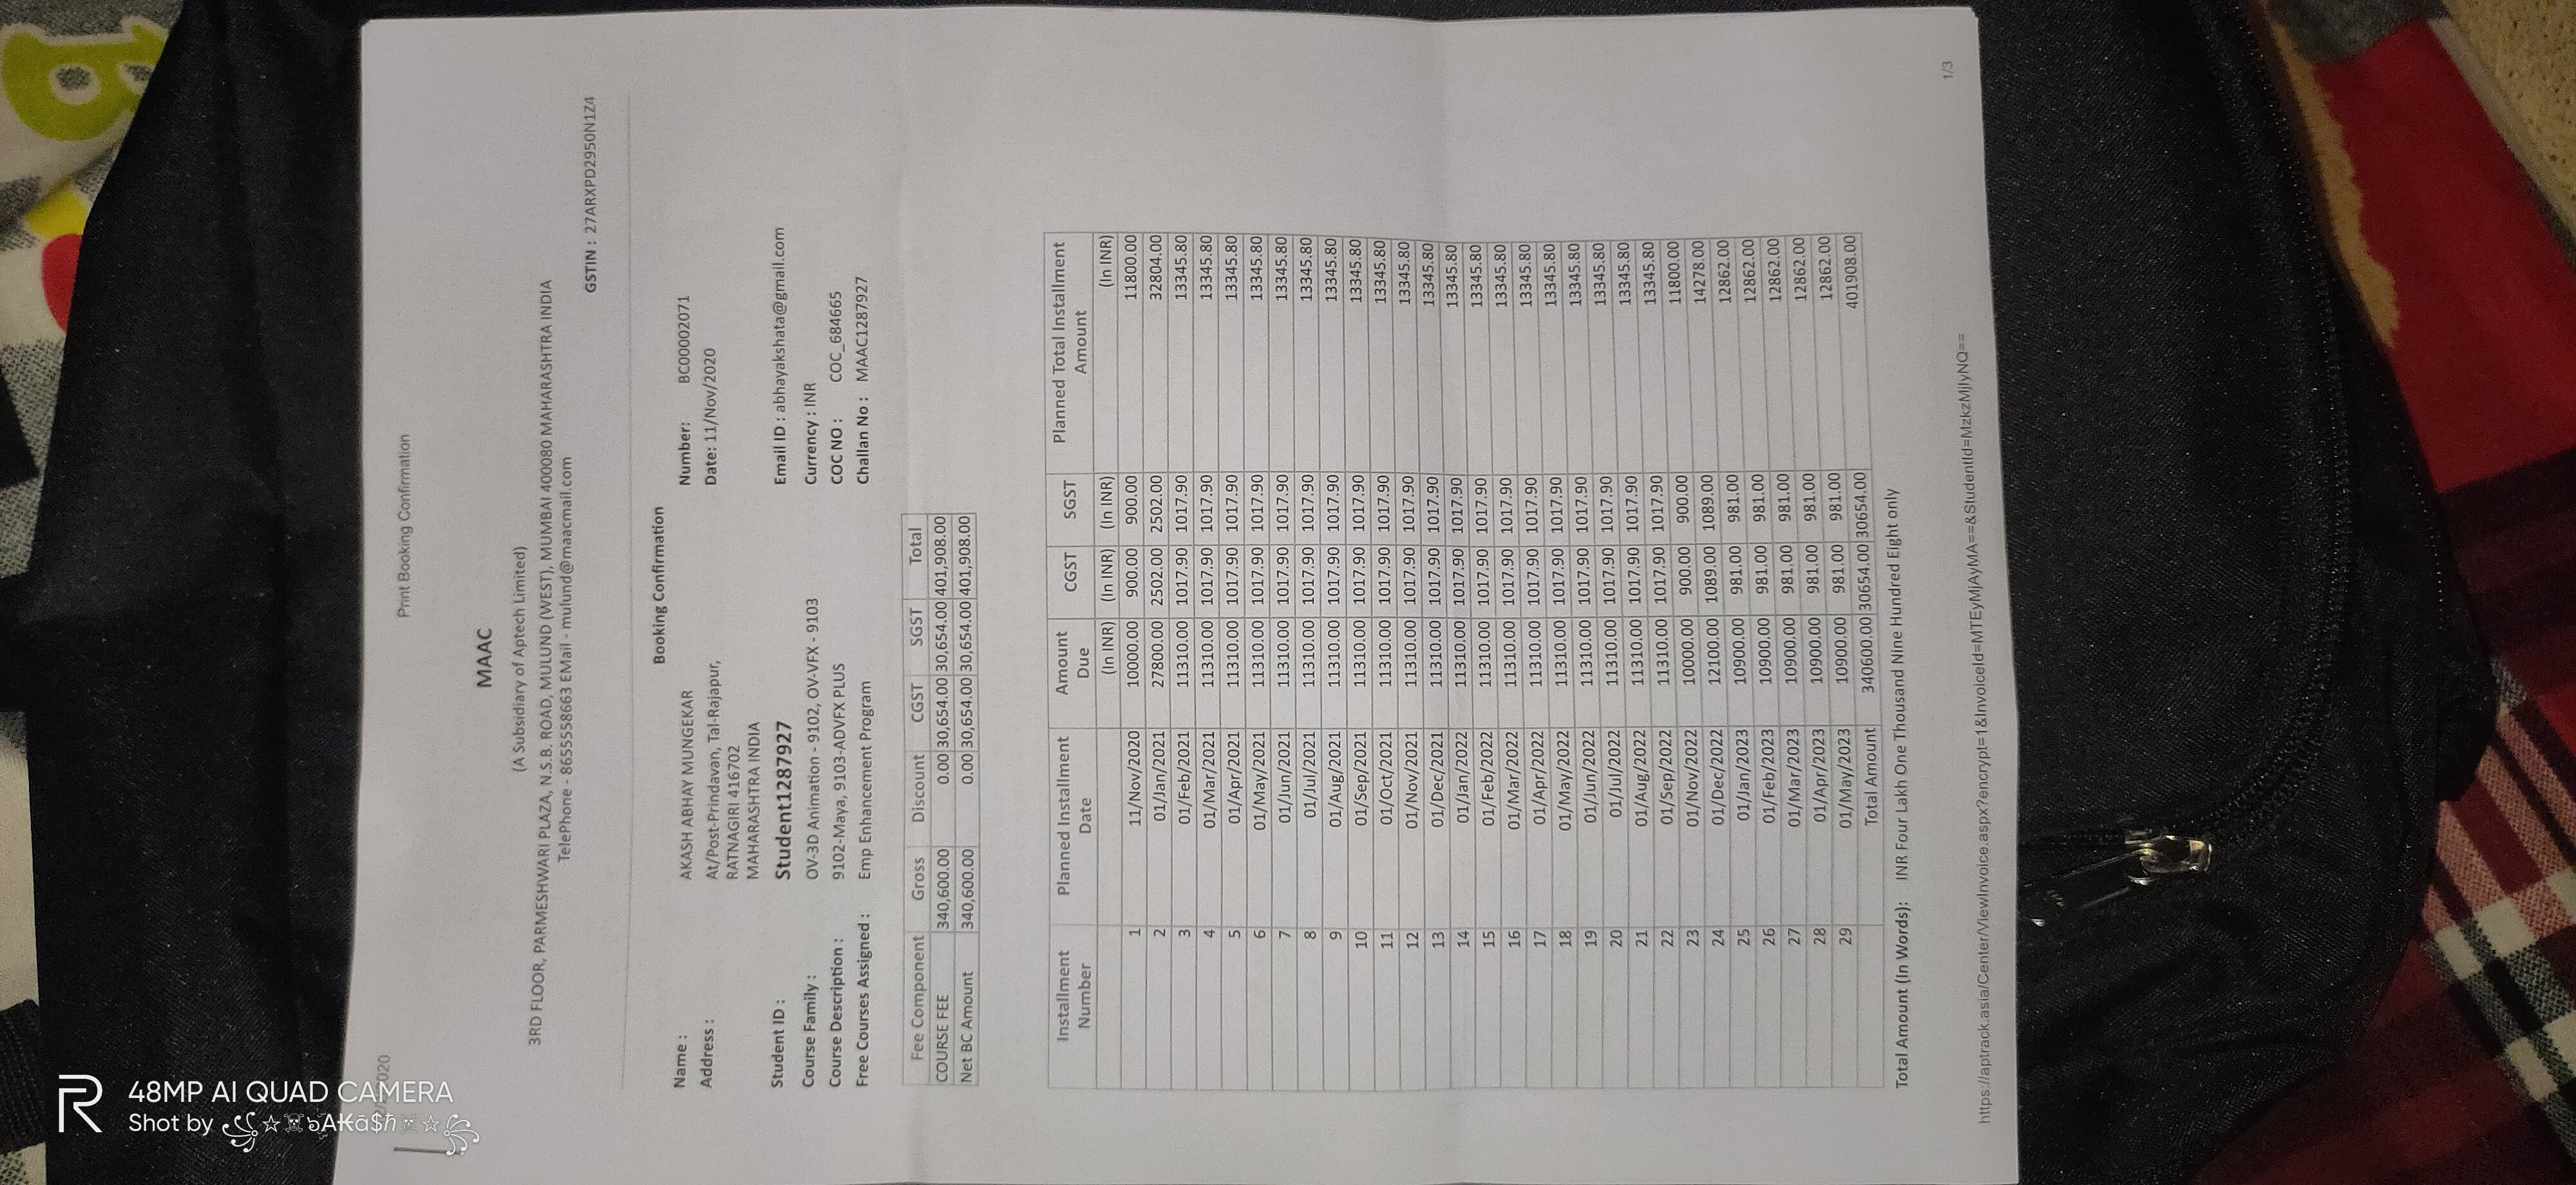 48MP AI QUAD CAMERA
Shot by
Print Booking Confirmation
MAAC
(A Subsidiary of Aptech Limited)
3RD FLOOR, PARMESHWARI PLAZA, N.S.B. ROAD, MULUND (WEST), MUMBAI 400080 MAHARASHTRA INDIA
TelePhone - 8655558663 EMail - mulund@maacmail.com
GSTIN : 27ARXPD2950N1Z4
Booking Confirmation
Name : AKASH ABHAY MUNGEKAR Number: BC00002071
Address : At/Post-Prindavan, Tal-Rajapur, Date: 11/Nov/2020
RATNAGIRI 416702
MAHARASHTRA INDIA
Student ID : Student1287927 Email ID : abhayakshata@gmail.com
Course Family : OV-3D Animation - 9102, OV-VFX - 9103 Currency : INR
Course Description : 9102-Maya, 9103-ADVFX PLUS COC NO : COC_684665
Free Courses Assigned : Emp Enhancement Program Challan No : MAAC1287927
Fee Component Gross Discount CGST SGST Total
COURSE FEE 340,600.00 0.00 30,654.00 30,654.00 401,908.00
Net BC Amount 340,600.00 0.00 30,654.00 30,654.00 401,908.00
Installment Number Planned Installment Date Amount Due CGST SGST Planned Total Installment Amount
(In INR) (In INR) (In INR) (In INR)
1 11/Nov/2020 10000.00 900.00 900.00 11800.00
2 01/Jan/2021 27800.00 2502.00 2502.00 32804.00
3 01/Feb/2021 11310.00 1017.90 1017.90 13345.80
4 01/Mar/2021 11310.00 1017.90 1017.90 13345.80
5 01/Apr/2021 11310.00 1017.90 1017.90 13345.80
6 01/May/2021 11310.00 1017.90 1017.90 13345.80
7 01/Jun/2021 11310.00 1017.90 1017.90 13345.80
8 01/Jul/2021 11310.00 1017.90 1017.90 13345.80
9 01/Aug/2021 11310.00 1017.90 1017.90 13345.80
10 01/Sep/2021 11310.00 1017.90 1017.90 13345.80
11 01/Oct/2021 11310.00 1017.90 1017.90 13345.80
12 01/Nov/2021 11310.00 1017.90 1017.90 13345.80
13 01/Dec/2021 11310.00 1017.90 1017.90 13345.80
14 01/Jan/2022 11310.00 1017.90 1017.90 13345.80
15 01/Feb/2022 11310.00 1017.90 1017.90 13345.80
16 01/Mar/2022 11310.00 1017.90 1017.90 13345.80
17 01/Apr/2022 11310.00 1017.90 1017.90 13345.80
18 01/May/2022 11310.00 1017.90 1017.90 13345.80
19 01/Jun/2022 11310.00 1017.90 1017.90 13345.80
20 01/Jul/2022 11310.00 1017.90 1017.90 13345.80
21 01/Aug/2022 11310.00 1017.90 1017.90 13345.80
22 01/Sep/2022 11310.00 1017.90 1017.90 13345.80
23 01/Nov/2022 10000.00 900.00 900.00 11800.00
24 01/Dec/2022 12100.00 1089.00 1089.00 14278.00
25 01/Jan/2023 10900.00 981.00 981.00 12862.00
26 01/Feb/2023 10900.00 981.00 981.00 12862.00
27 01/Mar/2023 10900.00 981.00 981.00 12862.00
28 01/Apr/2023 10900.00 981.00 981.00 12862.00
29 01/May/2023 10900.00 981.00 981.00 12862.00
Total Amount 340600.00 30654.00 30654.00 401908.00
Total Amount (In Words): INR Four Lakh One Thousand Nine Hundred Eight only
1/3
https://aptrack.asia/Center/ViewInvoice.aspx?encrypt=1&InvoiceId=MTEyMjAyMA==&StudentId=MzkzMjIyNQ==